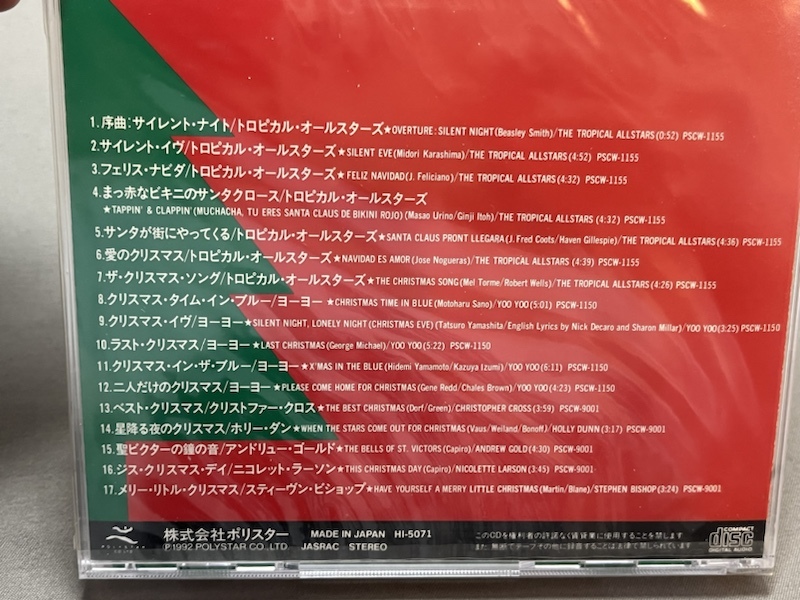 1. 序曲:サイレント・ナイト/トロピカル・オールスターズ★OVERTURE: SILENT NIGHT(Beasley Smith)/THE TROPICAL ALLSTARS(0:52) PSCW-1155
2. サイレント・イヴ/トロピカル・オールスターズ★SILENT EVE(Midori Karashima)/THE TROPICAL ALLSTARS(4:52) PSCW-1155
3. フェリス・ナビダ/トロピカル・オールスターズ★FELIZ NAVIDAD(J. Feliciano)/THE TROPICAL ALLSTARS(4:32) PSCW-1155
4. まっ赤なビキニのサンタクロース/トロピカル・オールスターズ
★TAPPIN' & CLAPPIN'(MUCHACHA, TU ERES SANTA CLAUS DE BIKINI ROJO)(Masao Urino/Ginji Itoh)/THE TROPICAL ALLSTARS(4:32) PSCW-1155
5. サンタが街にやってくる/トロピカル・オールスターズ★SANTA CLAUS PRONT LLEGARA(J. Fred Coots/Haven Gillespie)/THE TROPICAL ALLSTARS(4:36) PSCW-1155
6. 愛のクリスマス/トロピカル・オールスターズ★NAVIDAD ES AMOR(Jose Nogueras)/THE TROPICAL ALLSTARS(4:39) PSCW-1155
7. ザ・クリスマス・ソング/トロピカル・オールスターズ★THE CHRISTMAS SONG(Mel Torme/Robert Wells)/THE TROPICAL ALLSTARS(4:26) PSCW-1155
8. クリスマス・タイム・イン・ブルー/ヨーヨー★CHRISTMAS TIME IN BLUE(Motoharu Sano)/YOO YOO(5:01) PSCW-1150
9. クリスマス・イヴ/ヨーヨー★SILENT NIGHT, LONELY NIGHT(CHRISTMAS EVE)(Tatsuro Yamashita/English Lyrics by Nick Decaro and Sharon Millar)/YOO YOO(3:25) PSCW-1150
10. ラスト・クリスマス/ヨーヨー★LAST CHRISTMAS(George Michael)/YOO YOO(5:22) PSCW-1150
11. クリスマス・イン・ザ・ブルー/ヨーヨー★X'MAS IN THE BLUE(Hidemi Yamamoto/Kazuya Izumi)/YOO YOO(6:11) PSCW-1150
12. 二人だけのクリスマス/ヨーヨー★PLEASE COME HOME FOR CHRISTMAS(Gene Redd/Chales Brown)/YOO YOO(4:23) PSCW-1150
13. ベスト・クリスマス/クリストファー・クロス★THE BEST CHRISTMAS(Dorf/Green)/CHRISTOPHER CROSS(3:59) PSCW-9001
14. 星降る夜のクリスマス/ホリー・ダン★WHEN THE STARS COME OUT FOR CHRISTMAS(Vaus/Weiland/Bonoff)/HOLLY DUNN(3:17) PSCW-9001
15. 聖ビクターの鐘の音/アンドリュー・ゴールド★THE BELLS OF ST. VICTORS(Capiro)/ANDREW GOLD(4:30) PSCW-9001
16. ジス・クリスマス・デイ/ニコレット・ラーソン★THIS CHRISTMAS DAY(Capiro)/NICOLETTE LARSON(3:45) PSCW-9001
17. メリー・リトル・クリスマス/スティーヴン・ビショップ★HAVE YOURSELF A MERRY LITTLE CHRISTMAS(Martin/Blane)/STEPHEN BISHOP(3:24) PSCW-9001
POLYSTAR
株式会社ポリスター MADE IN JAPAN HI-5071
Ⓟ1992 POLYSTAR CO. LTD. JASRAC STEREO
このCDを権利者の許諾なく賃貸業に使用することを禁じます
また、無断でテープその他に録音することは法律で禁じられています
COMPACT
disc
DIGITAL AUDIO